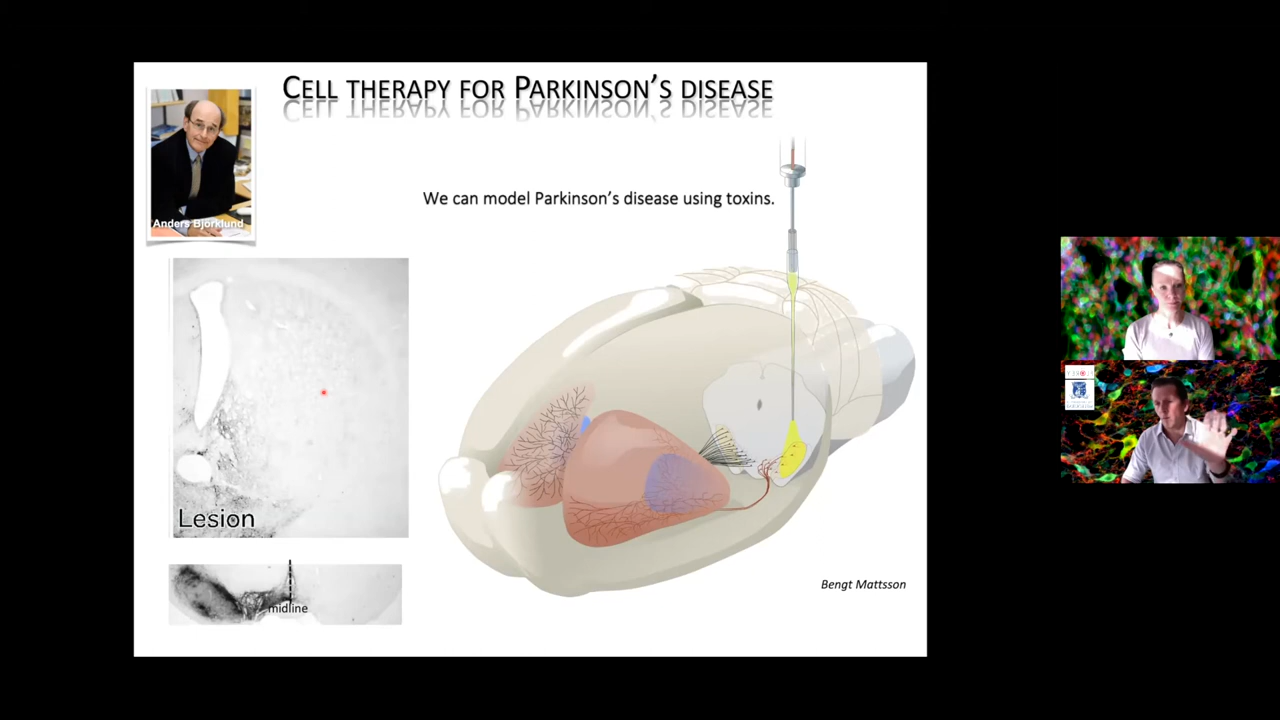 CELL THERAPY FOR PARKINSON'S DISEASE
Anders Björklund
We can model Parkinson's disease using toxins.
Lesion
midline
Bengt Mattsson